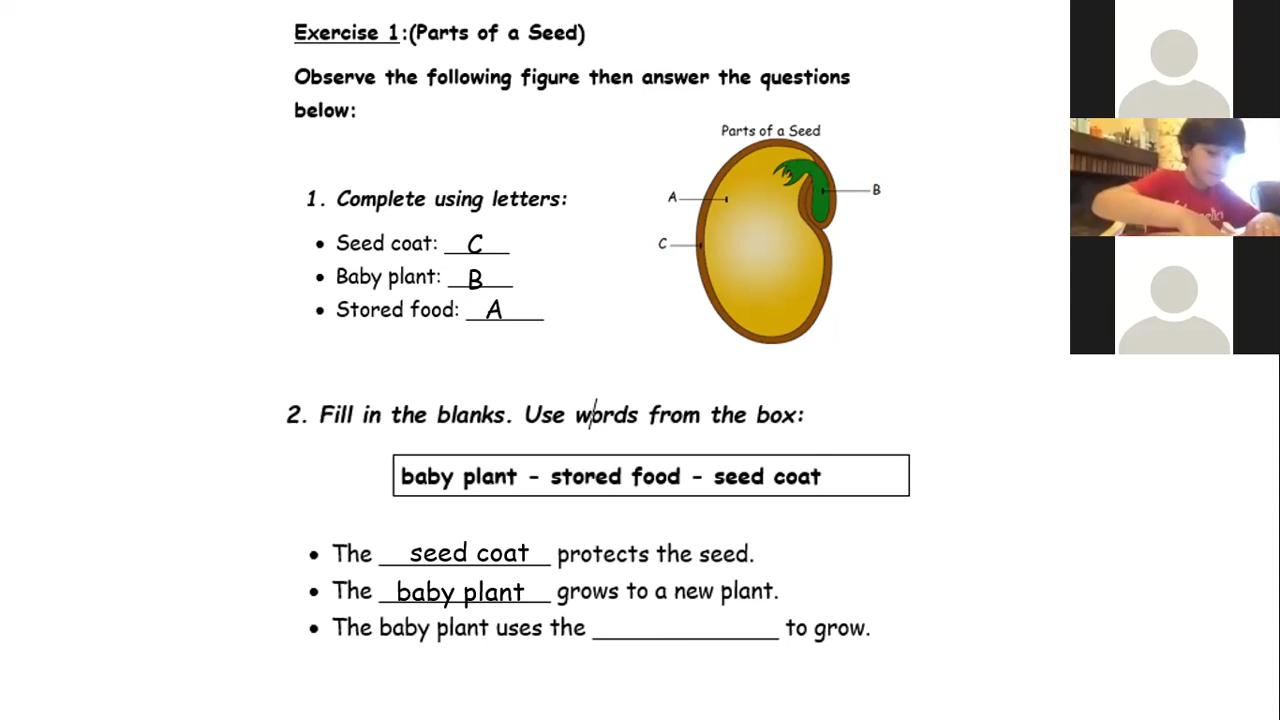 Exercise 1:(Parts of a Seed)
Observe the following figure then answer the questions
below:
Parts of a Seed
A
B
C
1. Complete using letters:
• Seed coat: C
• Baby plant: B
• Stored food: A
2. Fill in the blanks. Use words from the box:
baby plant - stored food - seed coat
• The seed coat protects the seed.
• The baby plant grows to a new plant.
• The baby plant uses the ______________ to grow.